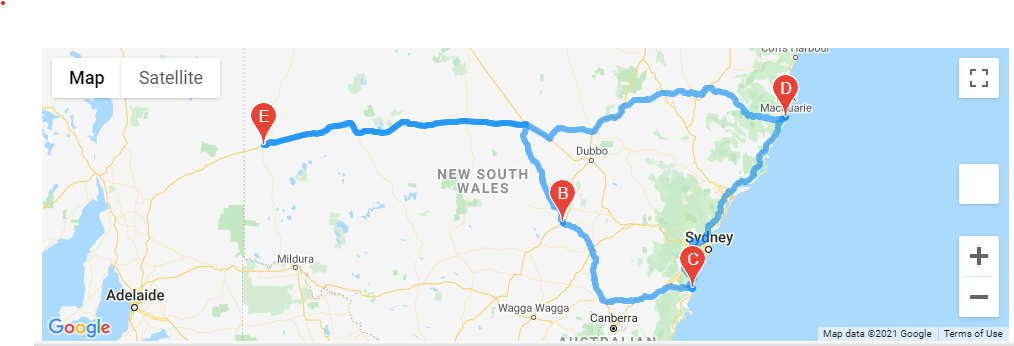 Coffs Harbour
Map
Satellite
D
Macquarie
E
Dubbo
NEW SOUTH
WALES
B
Sydney
C
Mildura
Adelaide
Wagga Wagga
Canberra
AUSTRALIAN
Google
Map data ©2021 Google
Terms of Use